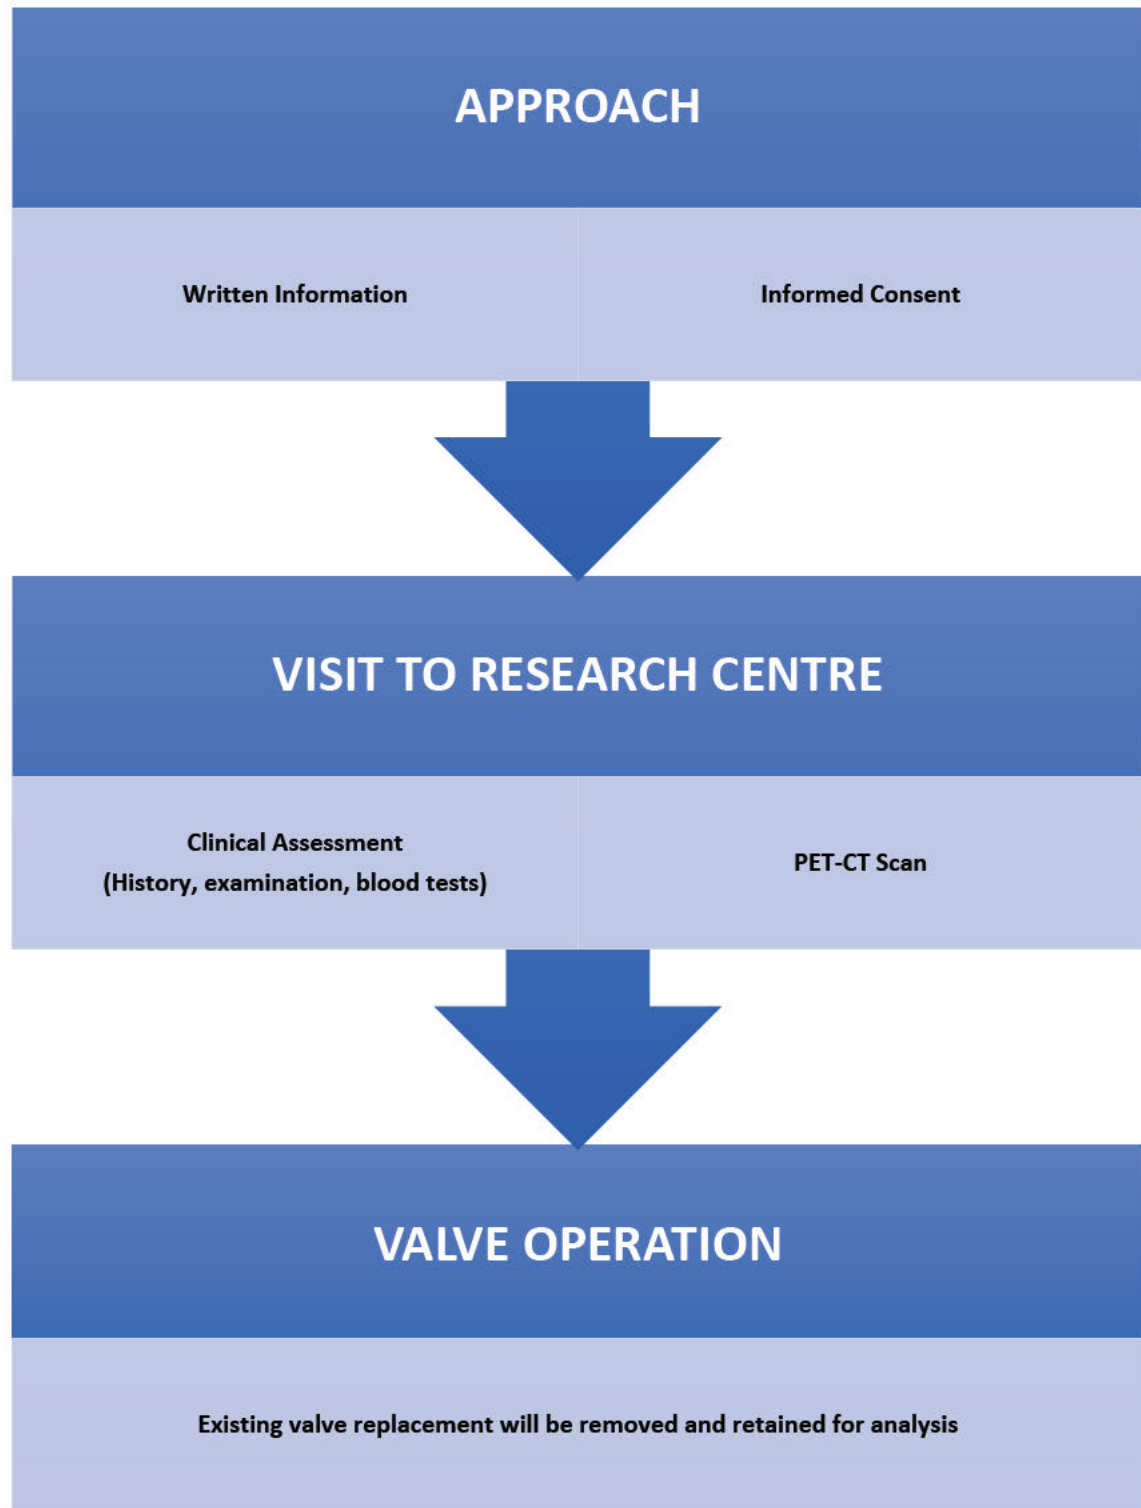 APPROACH
Written Information
Informed Consent
VISIT TO RESEARCH CENTRE
Clinical Assessment
(History, examination, blood tests)
PET-CT Scan
VALVE OPERATION
Existing valve replacement will be removed and retained for analysis